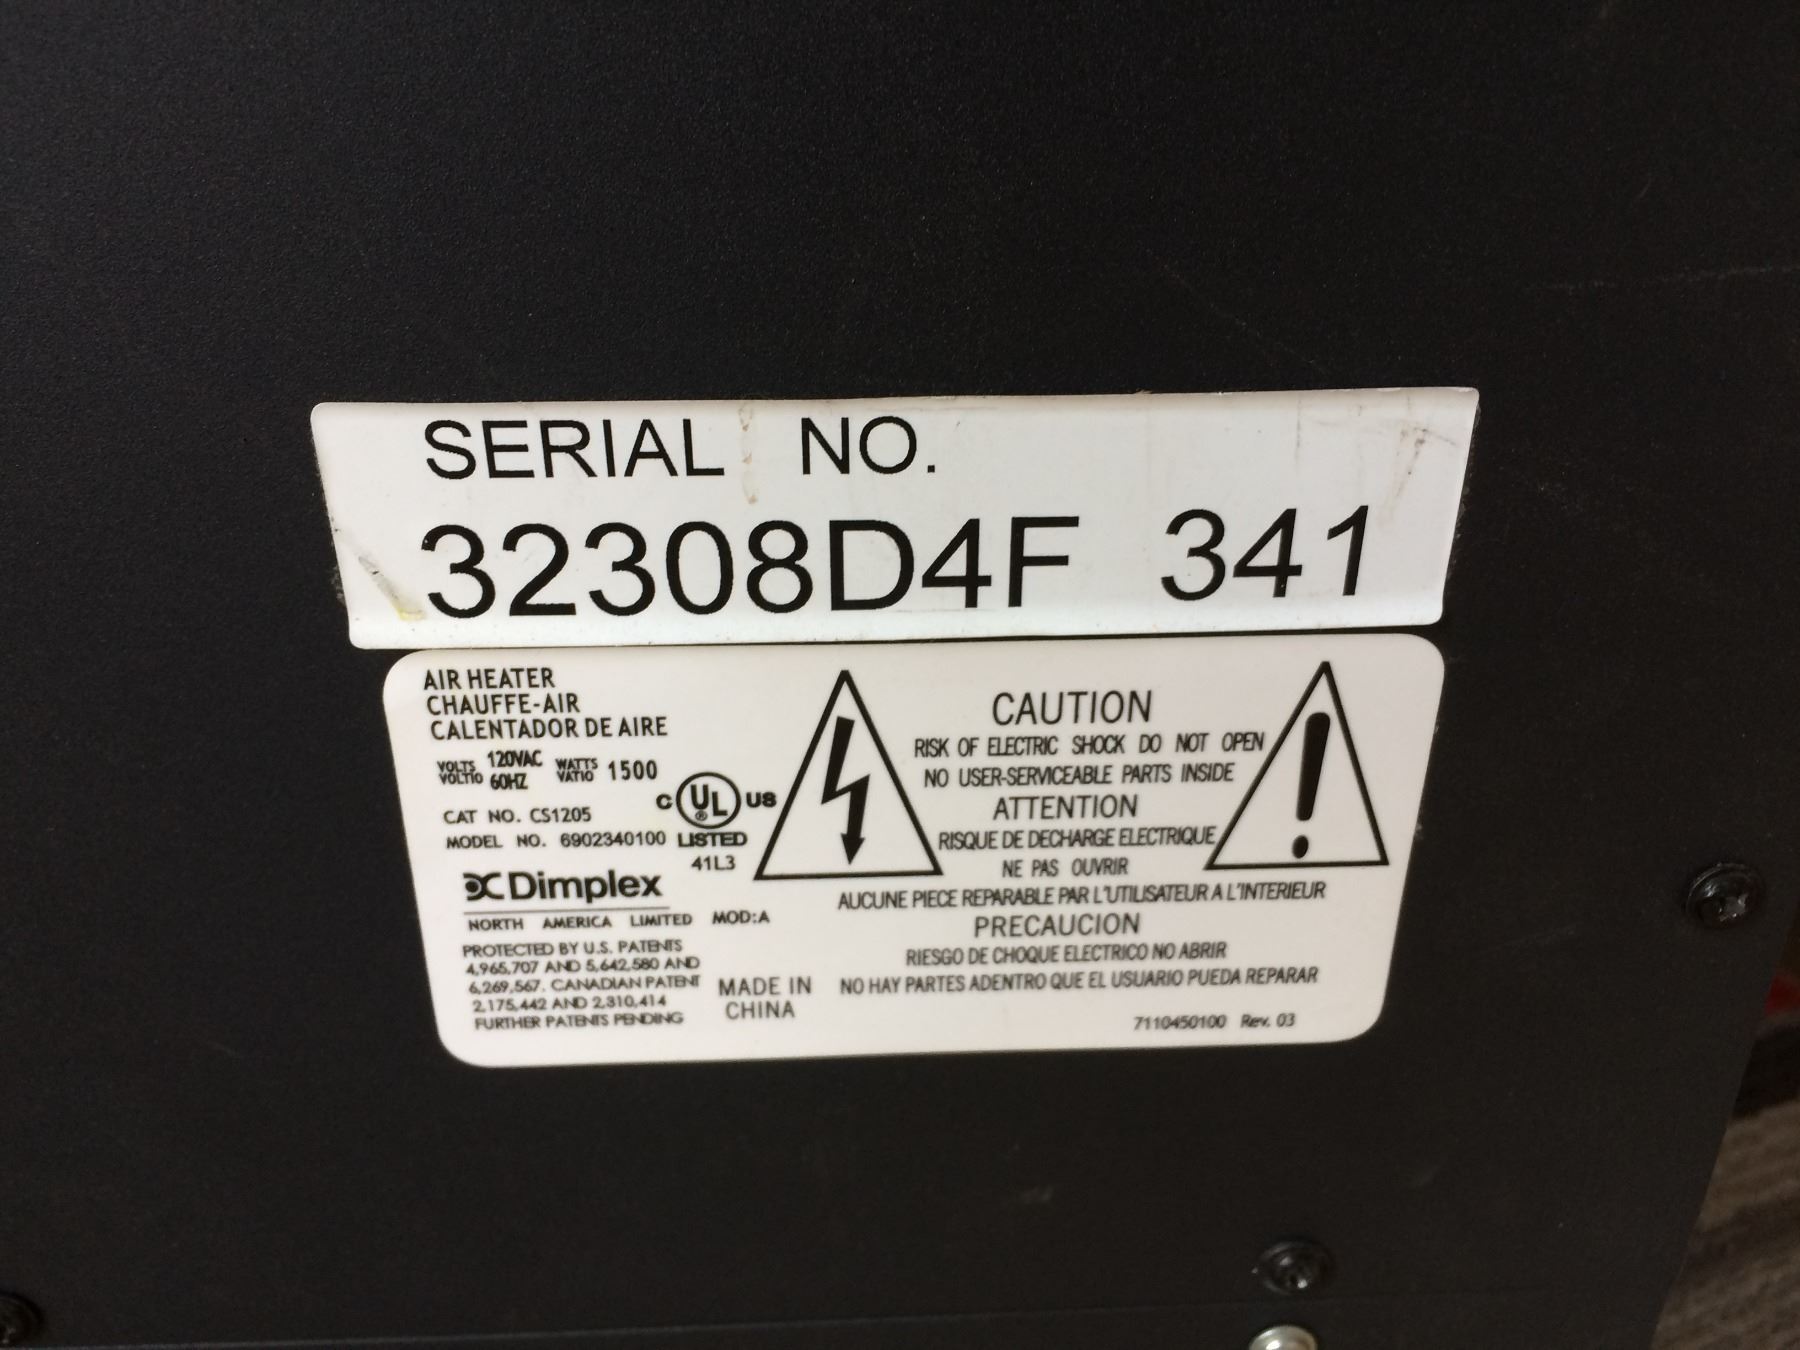 SERIAL NO.
32308D4F 341
AIR HEATER
CHAUFFE-AIR
CALENTADOR DE AIRE
VOLTS 120VAC WATTS 1500
VOLTIO 60HZ VATIO
CAT NO. CS1205
MODEL NO. 6902340100
C UL US
®
LISTED
41L3
Dimplex
NORTH AMERICA LIMITED MOD:A
PROTECTED BY U.S. PATENTS
4,965,707 AND 5,642,580 AND
6,269,567. CANADIAN PATENT
2,175,442 AND 2,310,414
FURTHER PATENTS PENDING
MADE IN
CHINA
CAUTION
RISK OF ELECTRIC SHOCK DO NOT OPEN
NO USER-SERVICEABLE PARTS INSIDE
ATTENTION
RISQUE DE DECHARGE ELECTRIQUE
NE PAS OUVRIR
AUCUNE PIECE REPARABLE PAR L'UTILISATEUR A L'INTERIEUR
PRECAUCION
RIESGO DE CHOQUE ELECTRICO NO ABRIR
NO HAY PARTES ADENTRO QUE EL USUARIO PUEDA REPARAR
7110450100 Rev. 03